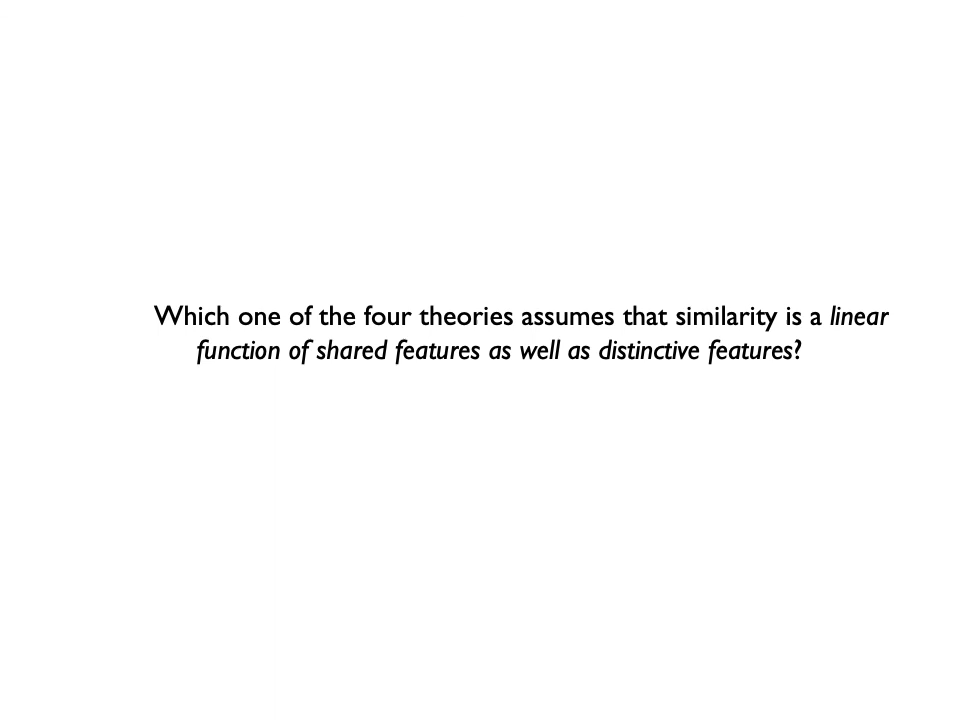 Which one of the four theories assumes that similarity is a linear
function of shared features as well as distinctive features?